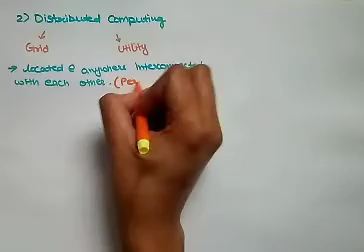 2) Distributed Computing
Grid Utility
→ located @ anywhere interconnected
with each other. (Pe